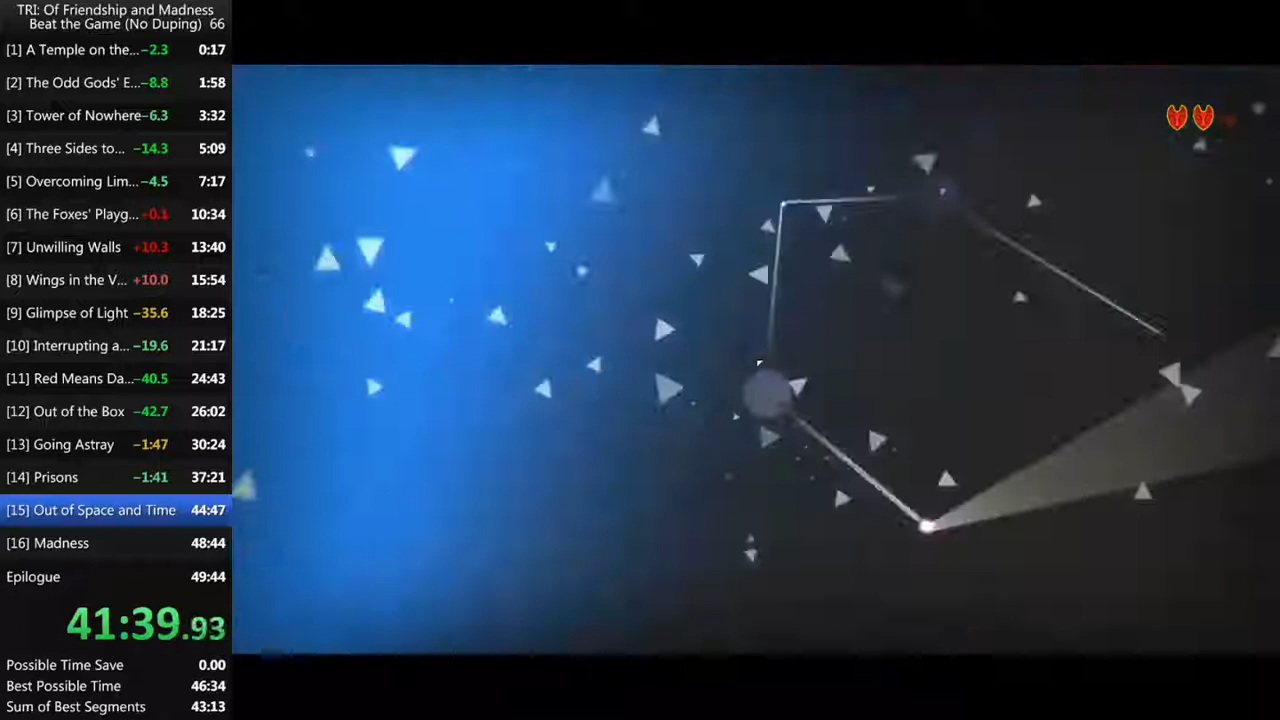 TRI: Of Friendship and Madness
Beat the Game (No Duping) 66
[1] A Temple on the... −2.3 0:17
[2] The Odd Gods' E... −8.8 1:58
[3] Tower of Nowhere −6.3 3:32
[4] Three Sides to... −14.3 5:09
[5] Overcoming Lim... −4.5 7:17
[6] The Foxes' Playg... +0.1 10:34
[7] Unwilling Walls +10.3 13:40
[8] Wings in the V... +10.0 15:54
[9] Glimpse of Light −35.6 18:25
[10] Interrupting a... −19.6 21:17
[11] Red Means Da... −40.5 24:43
[12] Out of the Box −42.7 26:02
[13] Going Astray −1:47 30:24
[14] Prisons −1:41 37:21
[15] Out of Space and Time 44:47
[16] Madness 48:44
Epilogue 49:44
41:39.93
Possible Time Save 0.00
Best Possible Time 46:34
Sum of Best Segments 43:13